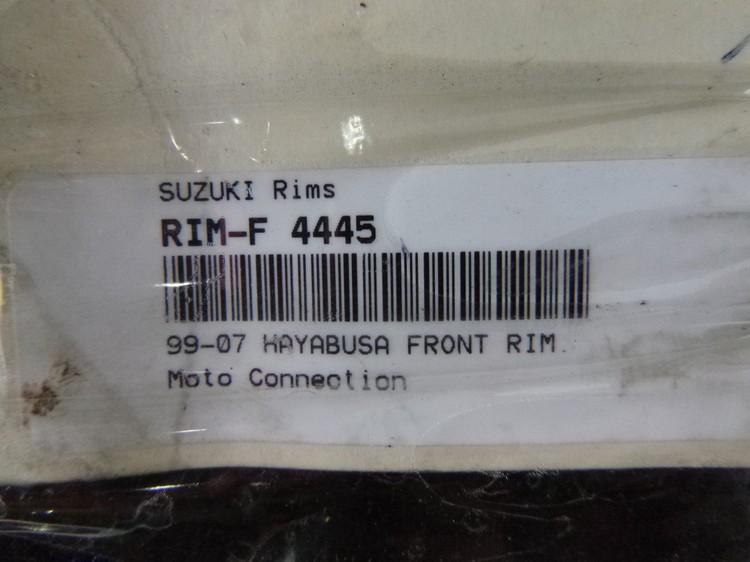 SUZUKI Rims
RIM-F 4445
99-07 HAYABUSA FRONT RIM.
Moto Connection